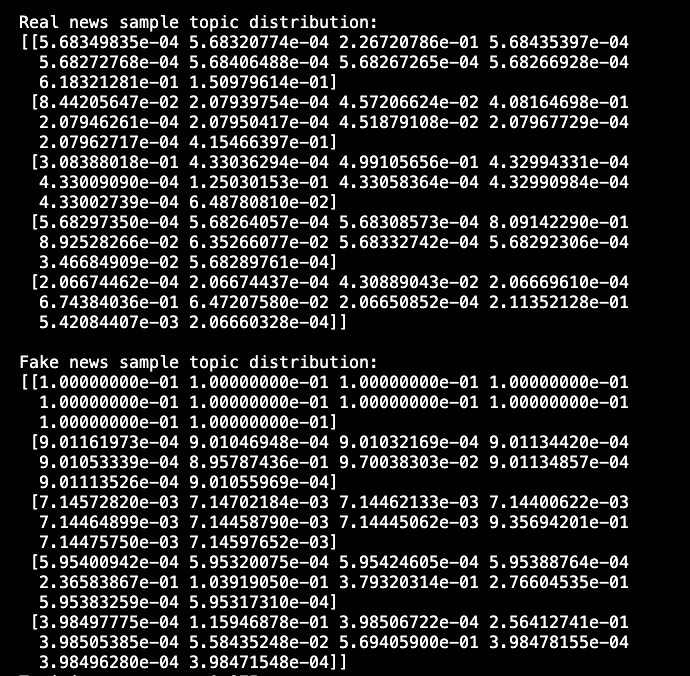 Real news sample topic distribution:
[[5.68349835e-04 5.68320774e-04 2.26720786e-01 5.68435397e-04
5.68272768e-04 5.68406488e-04 5.68267265e-04 5.68266928e-04
6.18321281e-01 1.50979614e-01]
[8.44205647e-02 2.07939754e-04 4.57206624e-02 4.08164698e-01
2.07946261e-04 2.07950417e-04 4.51879108e-02 2.07967729e-04
2.07962717e-04 4.15466397e-01]
[3.08388018e-01 4.33036294e-04 4.99105656e-01 4.32994331e-04
4.33009090e-04 1.25030153e-01 4.33058364e-04 4.32990984e-04
4.33002739e-04 6.48780810e-02]
[5.68297350e-04 5.68264057e-04 5.68308573e-04 8.09142290e-01
8.92528266e-02 6.35266077e-02 5.68332742e-04 5.68292306e-04
3.46684909e-02 5.68289761e-04]
[2.06674462e-04 2.06674437e-04 4.30889043e-02 2.06669610e-04
6.74384036e-01 6.47207580e-02 2.06650852e-04 2.11352128e-01
5.42084407e-03 2.06660328e-04]]
Fake news sample topic distribution:
[[1.00000000e-01 1.00000000e-01 1.00000000e-01 1.00000000e-01
1.00000000e-01 1.00000000e-01 1.00000000e-01 1.00000000e-01
1.00000000e-01 1.00000000e-01]
[9.01161973e-04 9.01046948e-04 9.01032169e-04 9.01134420e-04
9.01053339e-04 8.95787436e-01 9.70038303e-02 9.01134857e-04
9.01113526e-04 9.01055969e-04]
[7.14572820e-03 7.14702184e-03 7.14462133e-03 7.14400622e-03
7.14464899e-03 7.14458790e-03 7.14445062e-03 9.35694201e-01
7.14475750e-03 7.14597652e-03]
[5.95400942e-04 5.95320075e-04 5.95424605e-04 5.95388764e-04
2.36583867e-01 1.03919050e-01 3.79320314e-01 2.76604535e-01
5.95383259e-04 5.95317310e-04]
[3.98497775e-04 1.15946878e-01 3.98506722e-04 2.56412741e-01
3.98505385e-04 5.58435248e-02 5.69405900e-01 3.98478155e-04
3.98496280e-04 3.98471548e-04]]